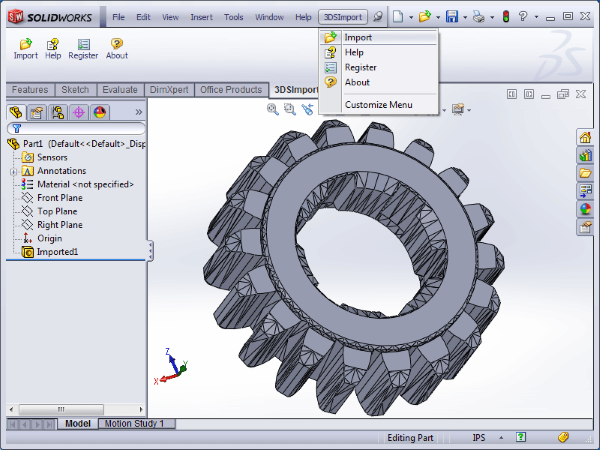 SOLIDWORKS File Edit View Insert Tools Window Help 3DSImport
Import Help Register About
Import
Help
Register
About
Customize Menu
Features Sketch Evaluate DimXpert Office Products 3DSImport
Part1 (Default<<Default>_Disp
Sensors
Annotations
Material <not specified>
Front Plane
Top Plane
Right Plane
Origin
Imported1
Z
Y
X
Model Motion Study 1
Editing Part IPS